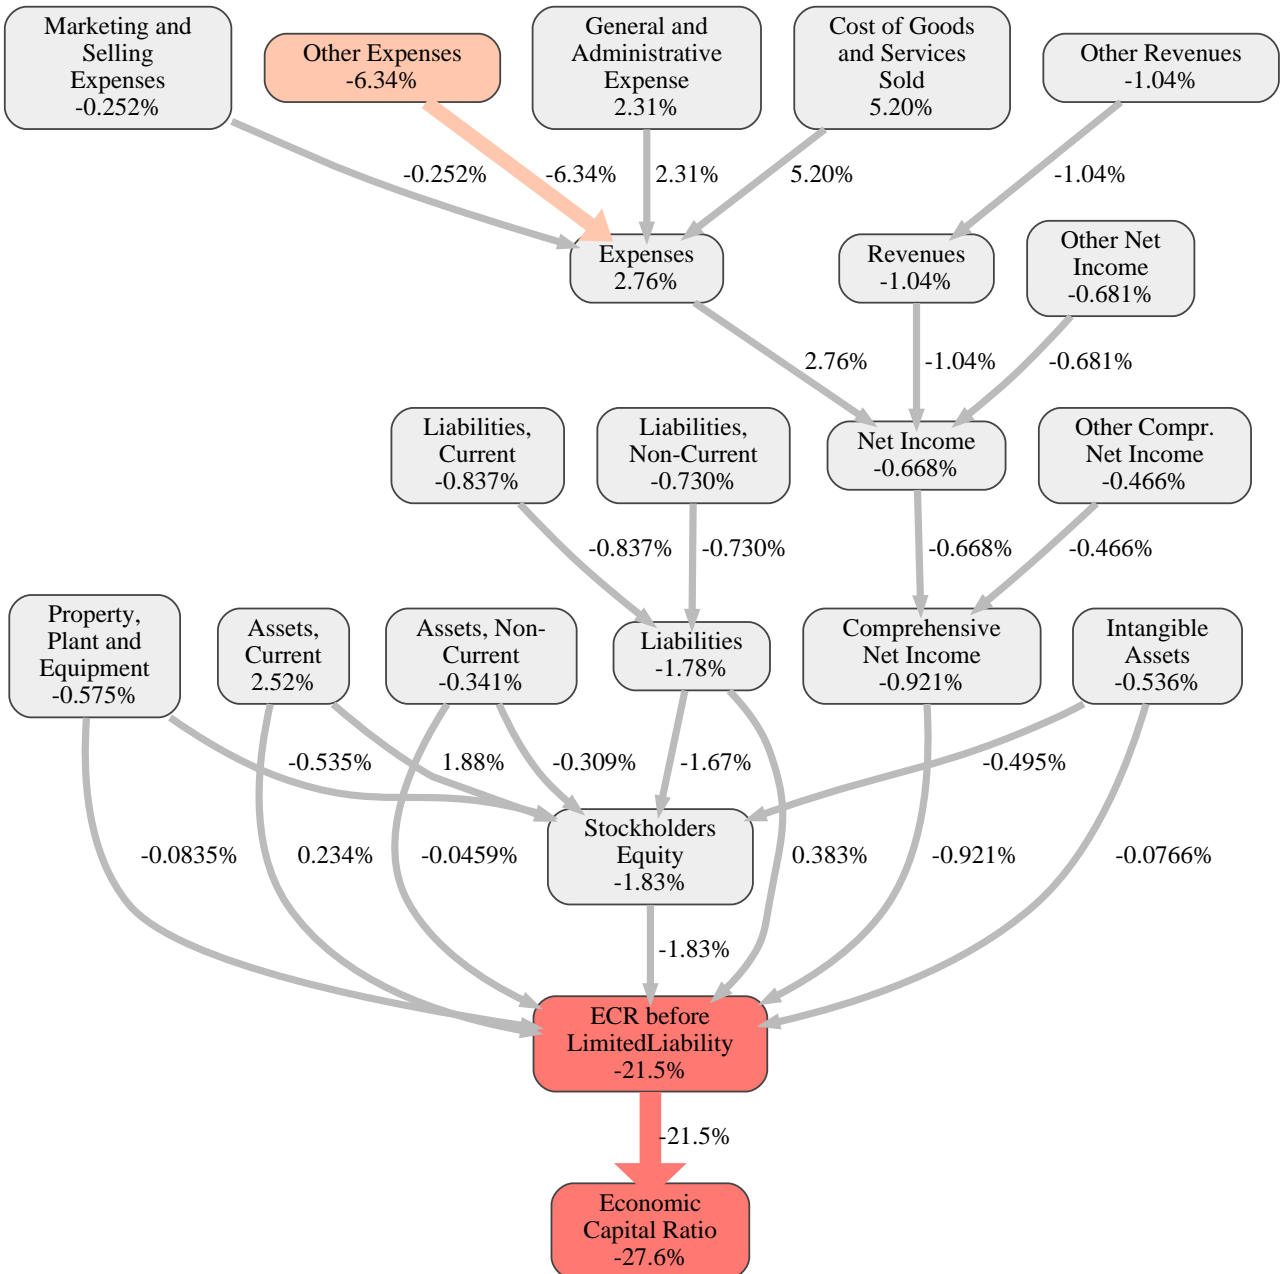 Marketing and
Selling
Expenses
-0.252%
Other Expenses
-6.34%
General and
Administrative
Expense
2.31%
Cost of Goods
and Services
Sold
5.20%
Other Revenues
-1.04%
-0.252%
-6.34%
2.31%
5.20%
-1.04%
Expenses
2.76%
Revenues
-1.04%
Other Net
Income
-0.681%
2.76%
-1.04%
-0.681%
Liabilities,
Current
-0.837%
Liabilities,
Non-Current
-0.730%
Net Income
-0.668%
Other Compr.
Net Income
-0.466%
-0.837%
-0.730%
-0.668%
-0.466%
Property,
Plant and
Equipment
-0.575%
Assets,
Current
2.52%
Assets, Non-
Current
-0.341%
Liabilities
-1.78%
Comprehensive
Net Income
-0.921%
Intangible
Assets
-0.536%
-0.535%
1.88%
-0.309%
-1.67%
-0.495%
Stockholders
Equity
-1.83%
-0.0835%
0.234%
-0.0459%
0.383%
-0.921%
-0.0766%
-1.83%
ECR before
LimitedLiability
-21.5%
-21.5%
Economic
Capital Ratio
-27.6%